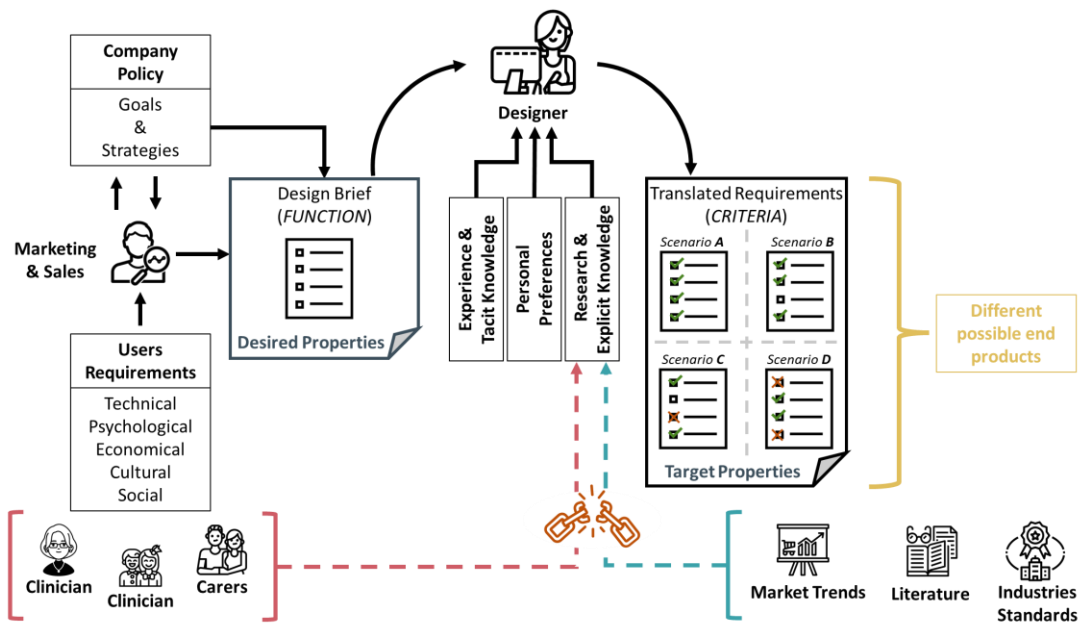 Company
Policy
Goals
&
Strategies
Marketing
& Sales
Users
Requirements
Technical
Psychological
Economical
Cultural
Social
Design Brief
(FUNCTION)
Desired Properties
Designer
Experience &
Tacit Knowledge
Personal
Preferences
Research &
Explicit Knowledge
Translated Requirements
(CRITERIA)
Scenario A
Scenario B
Scenario C
Scenario D
Target Properties
Different
possible end
products
Clinician
Clinician
Carers
Market Trends
Literature
Industries
Standards